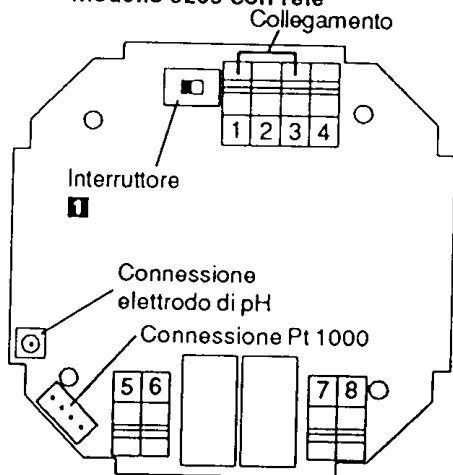 Collegamento
1 2 3 4
Interruttore
1
Connessione
elettrodo di pH
Connessione Pt 1000
5 6
7 8